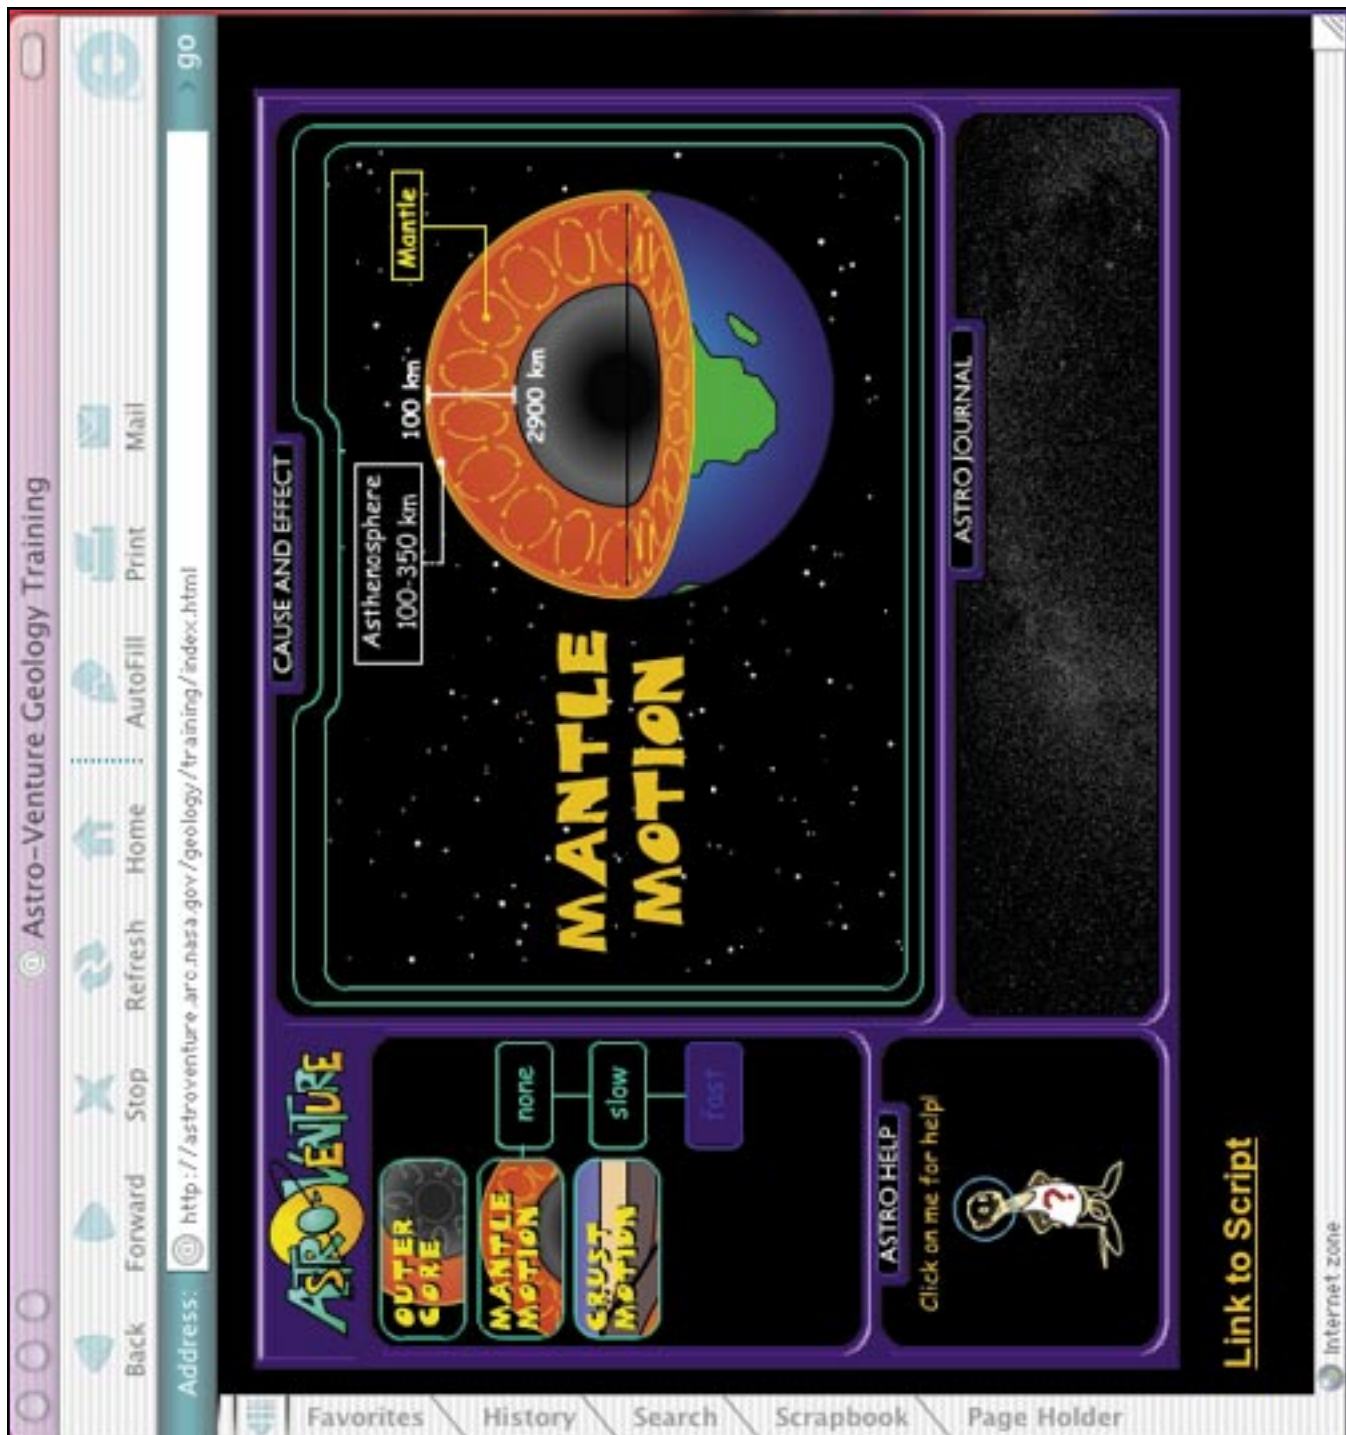 Astro-Venture Geology Training
Back Forward Stop Refresh Home AutoFill Print Mail
Address: http://astroventure.arc.nasa.gov/geology/training/index.html go
Favorites
History
Search
Scrapbook
Page Holder
ASTRO-VENTURE
OUTER
CORE
MANTLE
MOTION
CRUST
MOTION
none
slow
fast
ASTRO HELP
Click on me for help!
CAUSE AND EFFECT
Asthenosphere
100-350 km
100 km
Mantle
2900 km
MANTLE
MOTION
ASTRO JOURNAL
Link to Script
Internet zone